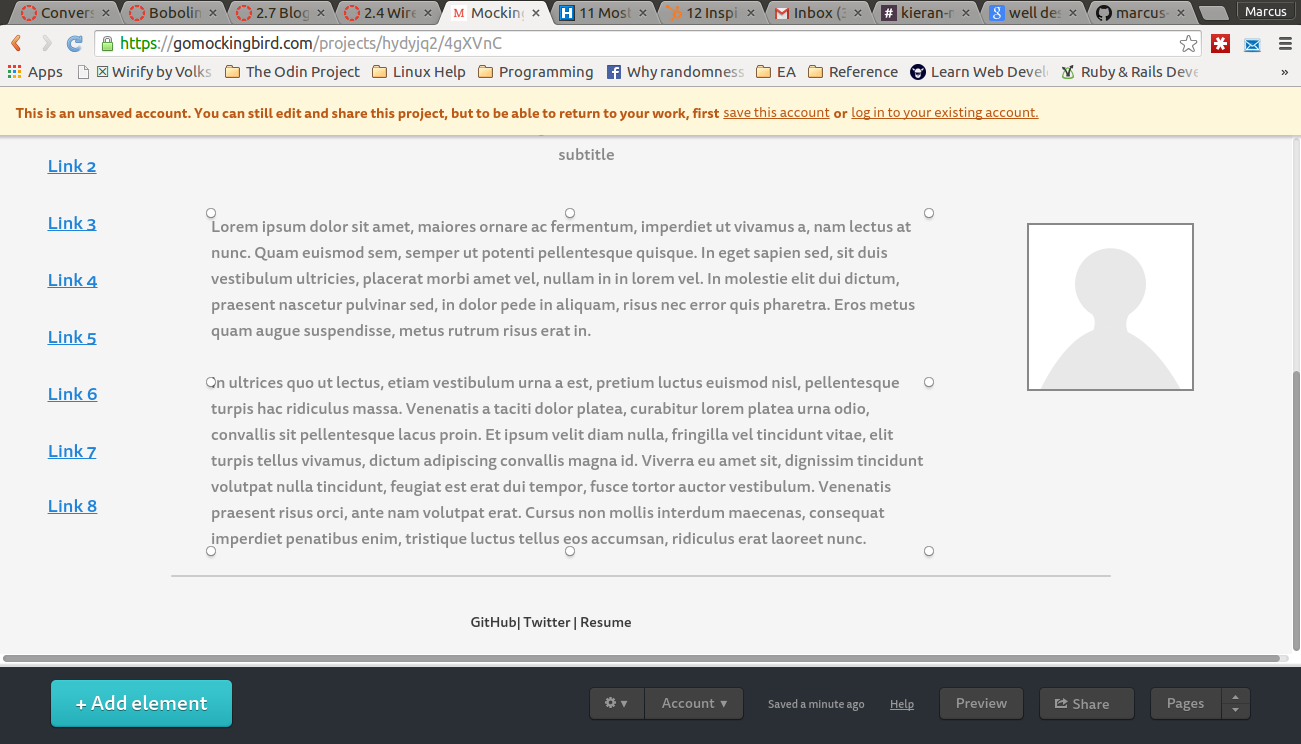 Convers
Bobolin
2.7 Blog
2.4 Wire
M Mocking
H 11 Most
12 Inspi
Inbox (3
# kieran-r
8 well des
marcus-
Marcus
https://gomockingbird.com/projects/hydyjq2/4gXVnC
Apps
Wirify by Volks
The Odin Project
Linux Help
Programming
Why randomness
EA
Reference
Learn Web Devel
Ruby & Rails Deve
»
This is an unsaved account. You can still edit and share this project, but to be able to return to your work, first save this account or log in to your existing account.
subtitle
Link 2
Link 3
Link 4
Link 5
Link 6
Link 7
Link 8
Lorem ipsum dolor sit amet, maiores ornare ac fermentum, imperdiet ut vivamus a, nam lectus at
nunc. Quam euismod sem, semper ut potenti pellentesque quisque. In eget sapien sed, sit duis
vestibulum ultricies, placerat morbi amet vel, nullam in in lorem vel. In molestie elit dui dictum,
praesent nascetur pulvinar sed, in dolor pede in aliquam, risus nec error quis pharetra. Eros metus
quam augue suspendisse, metus rutrum risus erat in.
In ultrices quo ut lectus, etiam vestibulum urna a est, pretium luctus euismod nisl, pellentesque
turpis hac ridiculus massa. Venenatis a taciti dolor platea, curabitur lorem platea urna odio,
convallis sit pellentesque lacus proin. Et ipsum velit diam nulla, fringilla vel tincidunt vitae, elit
turpis tellus vivamus, dictum adipiscing convallis magna id. Viverra eu amet sit, dignissim tincidunt
volutpat nulla tincidunt, feugiat est erat dui tempor, fusce tortor auctor vestibulum. Venenatis
praesent risus orci, ante nam volutpat erat. Cursus non mollis interdum maecenas, consequat
imperdiet penatibus enim, tristique luctus tellus eos accumsan, ridiculus erat laoreet nunc.
GitHub| Twitter | Resume
+ Add element
Account
Saved a minute ago
Help
Preview
Share
Pages